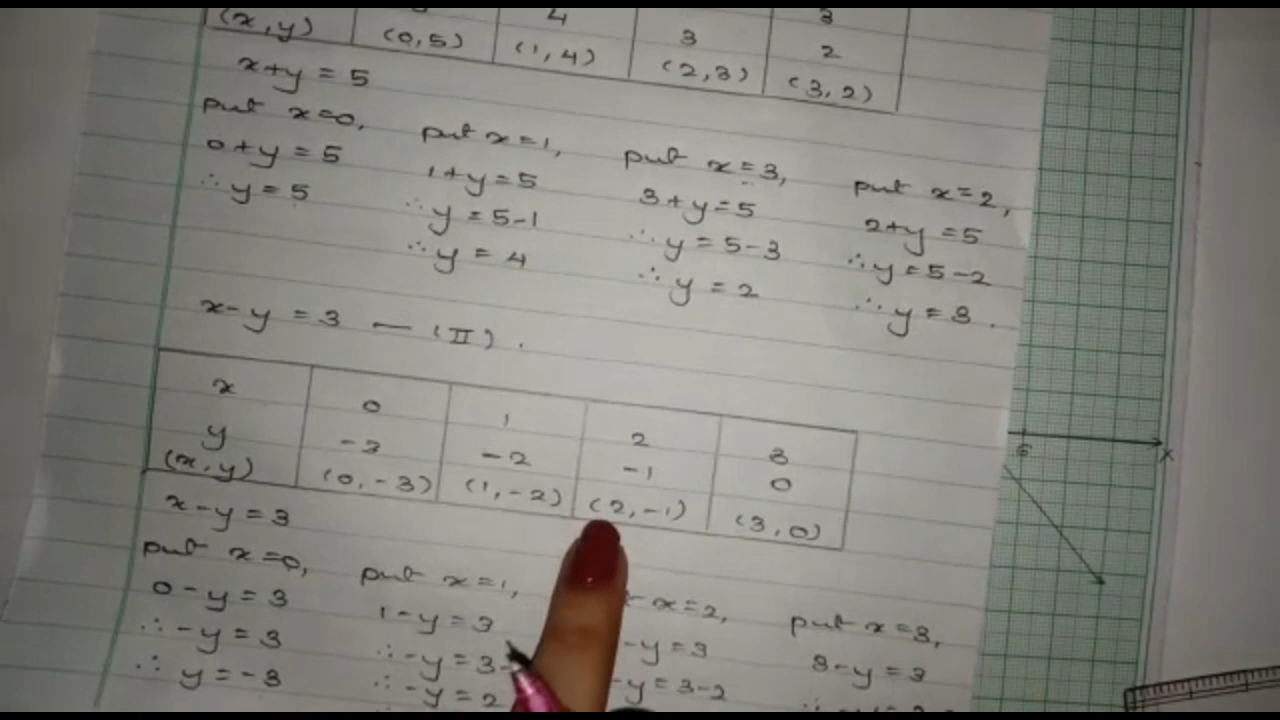 4 3
(x,y) (0,5) (1,4) 3 (2,3) 2 (3,2)
x+y = 5
put x=0, put x=1, put x=3, put x=2,
0+y = 5 1+y=5 3+y=5 2+y=5
∴ y=5 ∴ y = 5-1 ∴ y = 5-3 ∴ y=5-2
∴ y = 4 ∴ y = 2 ∴ y = 3.
x-y = 3 — (II).
x 0 1 2 3
y -3 -2 -1 0
(x,y) (0,-3) (1,-2) (2,-1) (3,0)
x-y=3
put x=0, put x=1, x=2, put x=3,
0-y=3 1-y=3 -y=3 3-y=3
∴ -y=3 ∴ -y=3- -y=3-2
∴ y=-3 ∴ -y=2
6 X